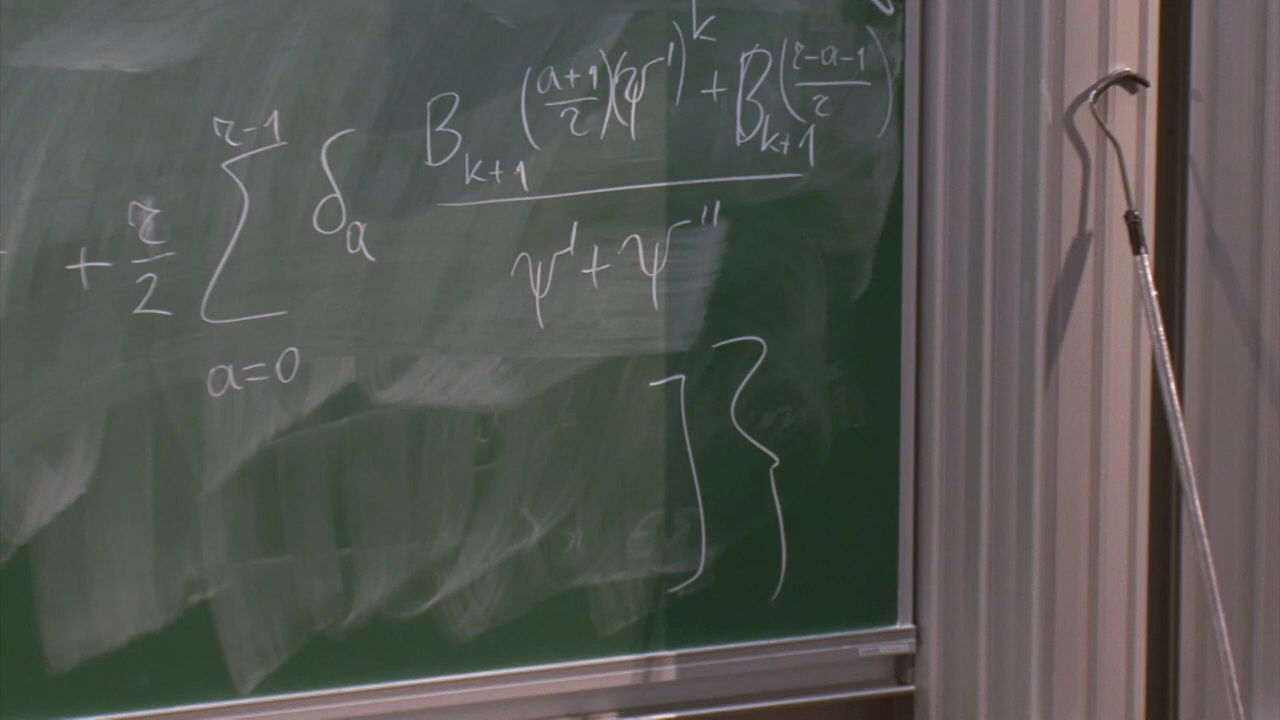 + r/2 Σ_{a=0}^{r-1} δ_a (B_{k+1}((a+1)/r)(ψ')^k + B_{k+1}((r-a-1)/r)) / (ψ' + ψ'')
] }